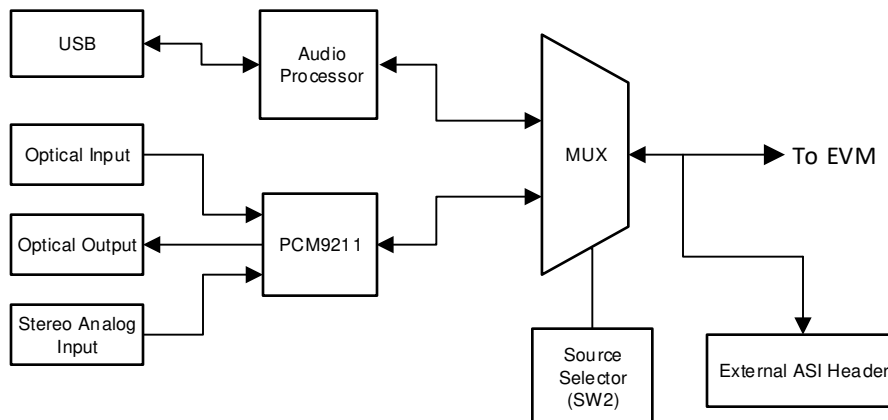 USB
Audio
Processor
Optical Input
Optical Output
Stereo Analog
Input
PCM9211
MUX
To EVM
Source
Selector
(SW2)
External ASI Header